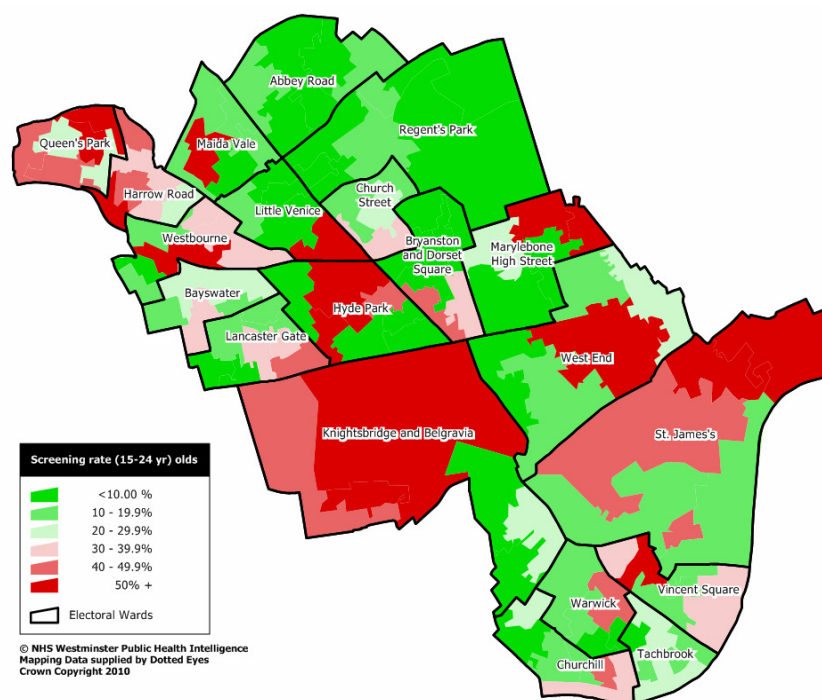 Abbey Road
Regent's Park
Queen's Park
Maida Vale
Harrow Road
Church
Street
Little Venice
Westbourne
Bryanston
and Dorset
Square
Marylebone
High Street
Bayswater
Hyde Park
Lancaster Gate
West End
Knightsbridge and Belgravia
St. James's
Screening rate (15-24 yr) olds
<10.00 %
10 - 19.9%
20 - 29.9%
30 - 39.9%
40 - 49.9%
50% +
Electoral Wards
Vincent Square
Warwick
Tachbrook
Churchill
© NHS Westminster Public Health Intelligence
Mapping Data supplied by Dotted Eyes
Crown Copyright 2010